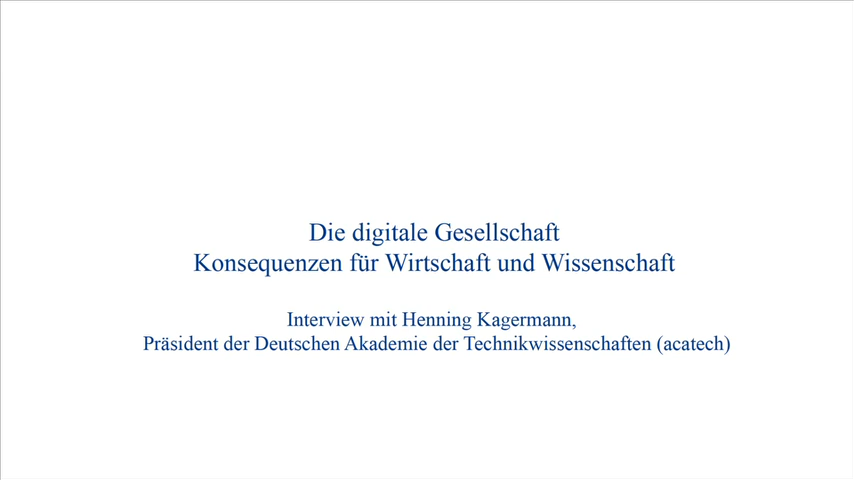 Die digitale Gesellschaft
Konsequenzen für Wirtschaft und Wissenschaft
Interview mit Henning Kagermann,
Präsident der Deutschen Akademie der Technikwissenschaften (acatech)